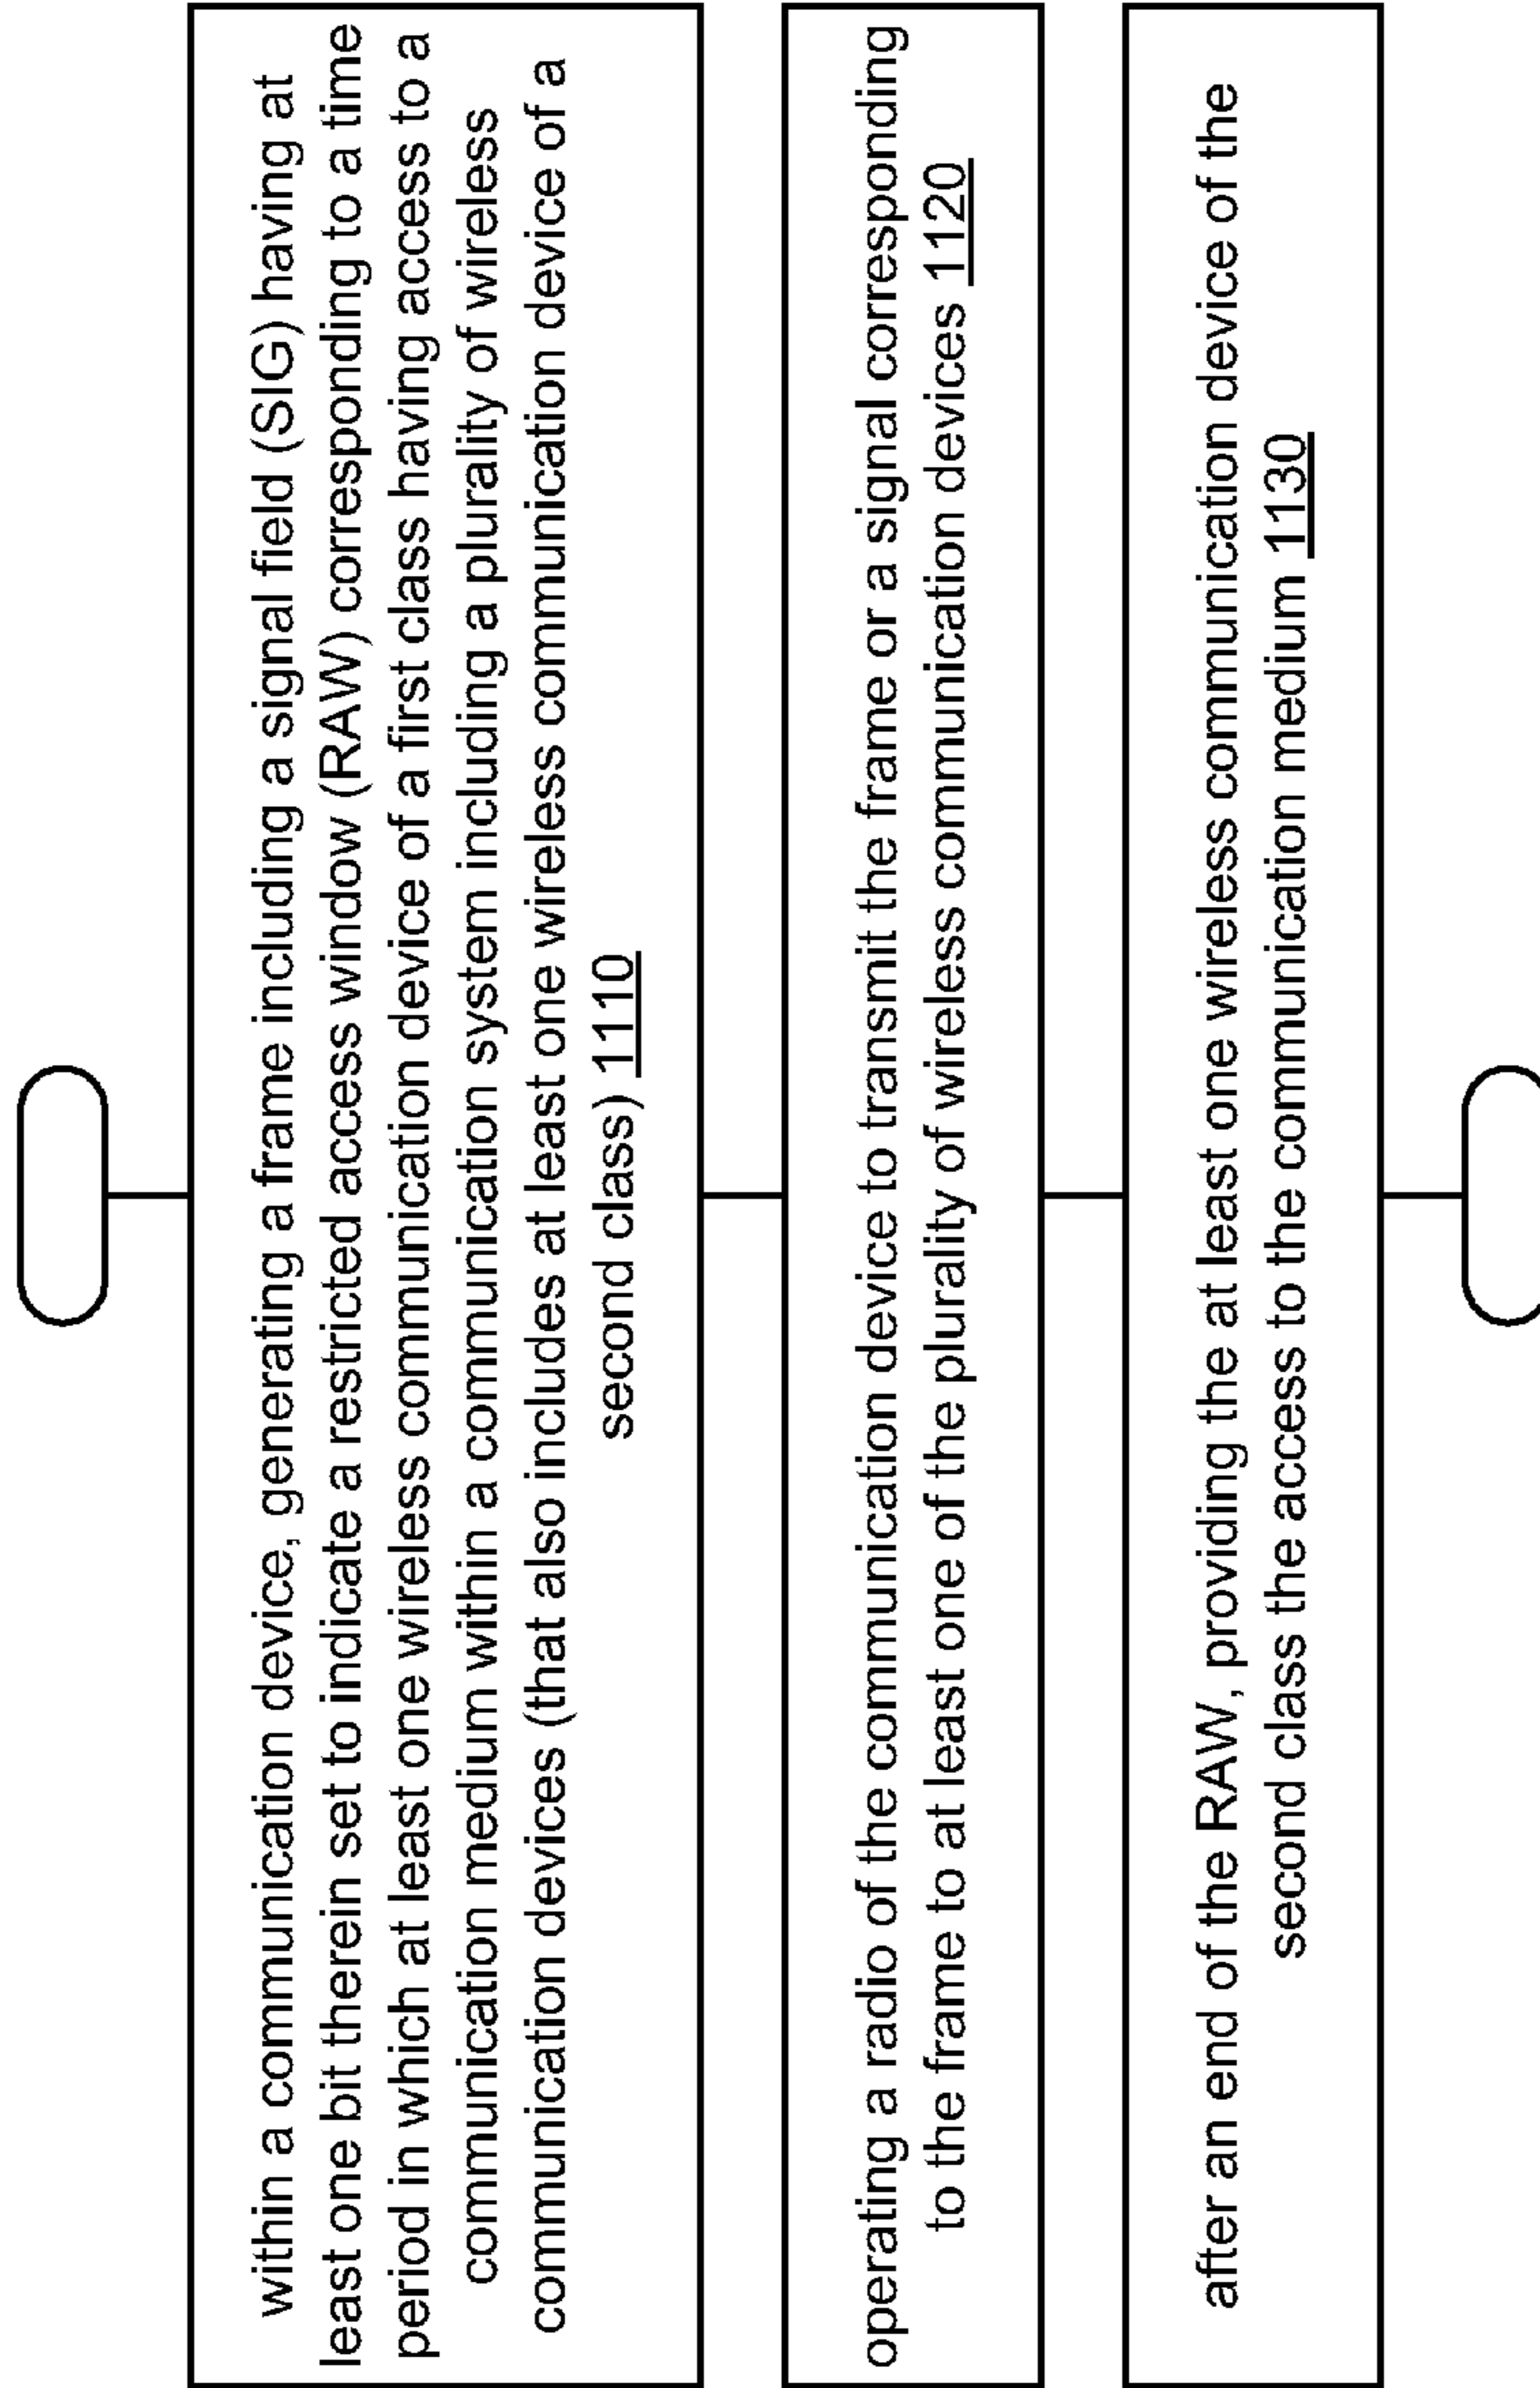 within a communication device, generating a frame including a signal field (SIG) having at
least one bit therein set to indicate a restricted access window (RAW) corresponding to a time
period in which at least one wireless communication device of a first class having access to a
communication medium within a communication system including a plurality of wireless
communication devices (that also includes at least one wireless communication device of a
second class) 1110
operating a radio of the communication device to transmit the frame or a signal corresponding
to the frame to at least one of the plurality of wireless communication devices 1120
after an end of the RAW, providing the at least one wireless communication device of the
second class the access to the communication medium 1130